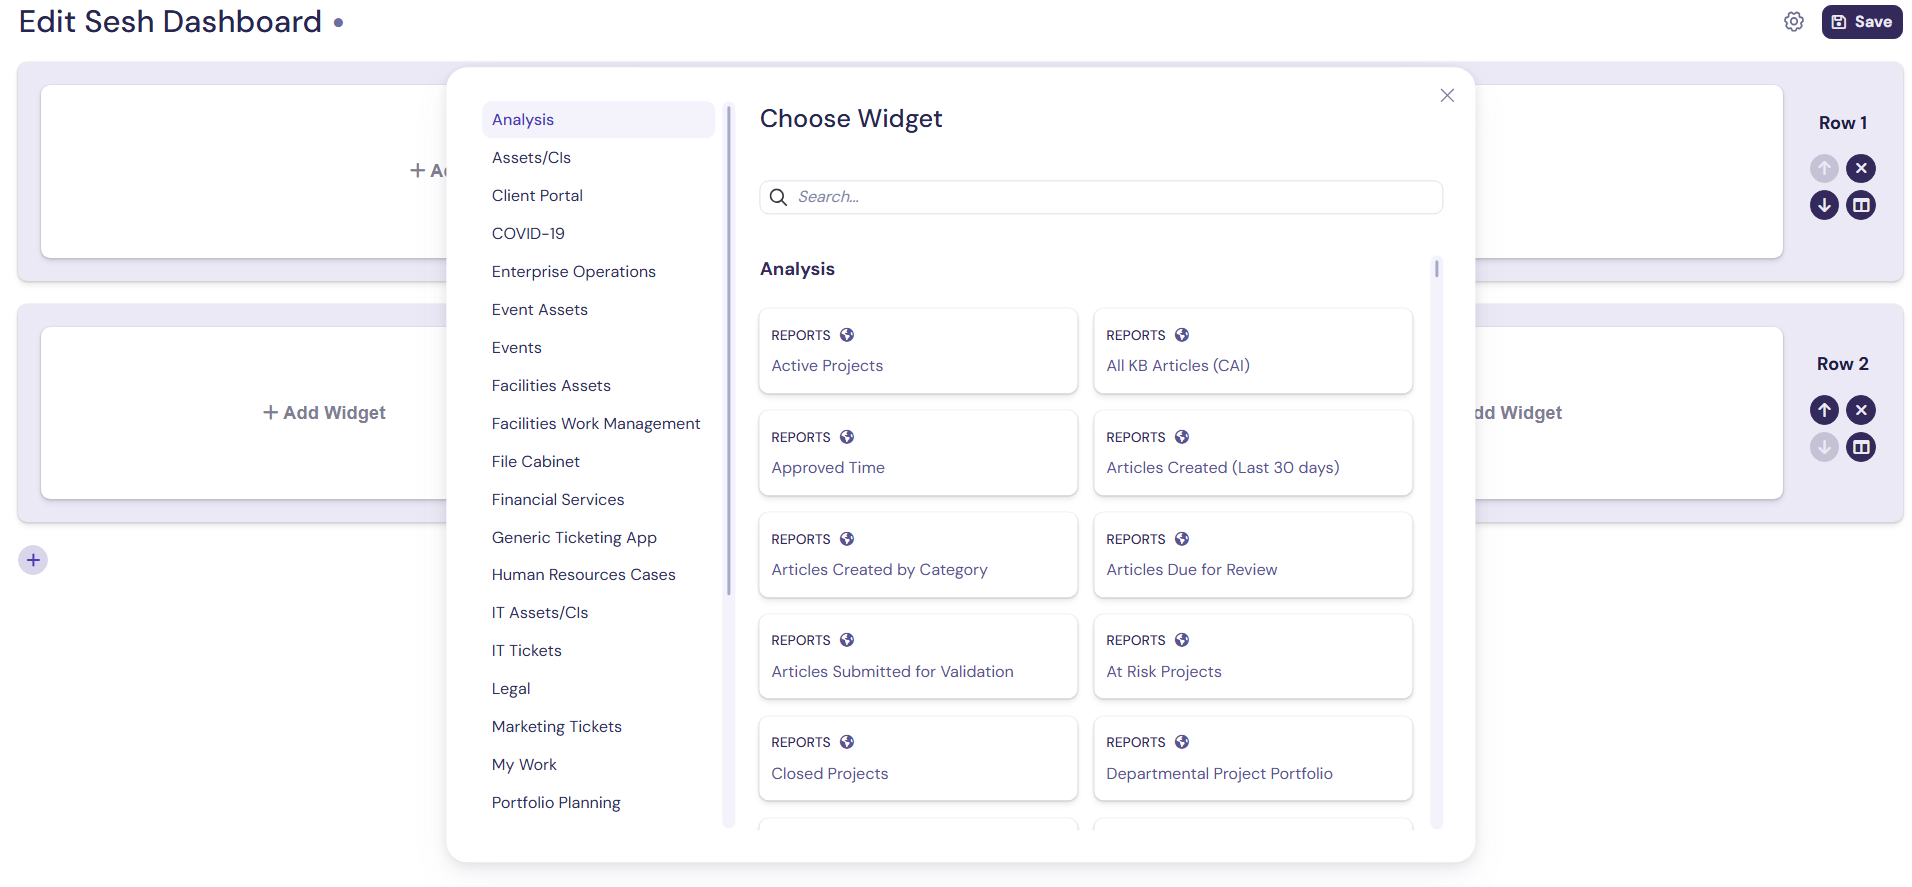 Edit Sesh Dashboard
Save
Row 1
Row 2
+ Add Widget
Analysis
Assets/CIs
Client Portal
COVID-19
Enterprise Operations
Event Assets
Events
Facilities Assets
Facilities Work Management
File Cabinet
Financial Services
Generic Ticketing App
Human Resources Cases
IT Assets/CIs
IT Tickets
Legal
Marketing Tickets
My Work
Portfolio Planning
Choose Widget
Search...
Analysis
REPORTS
Active Projects
REPORTS
All KB Articles (CAI)
REPORTS
Approved Time
REPORTS
Articles Created (Last 30 days)
REPORTS
Articles Created by Category
REPORTS
Articles Due for Review
REPORTS
Articles Submitted for Validation
REPORTS
At Risk Projects
REPORTS
Closed Projects
REPORTS
Departmental Project Portfolio
Widget